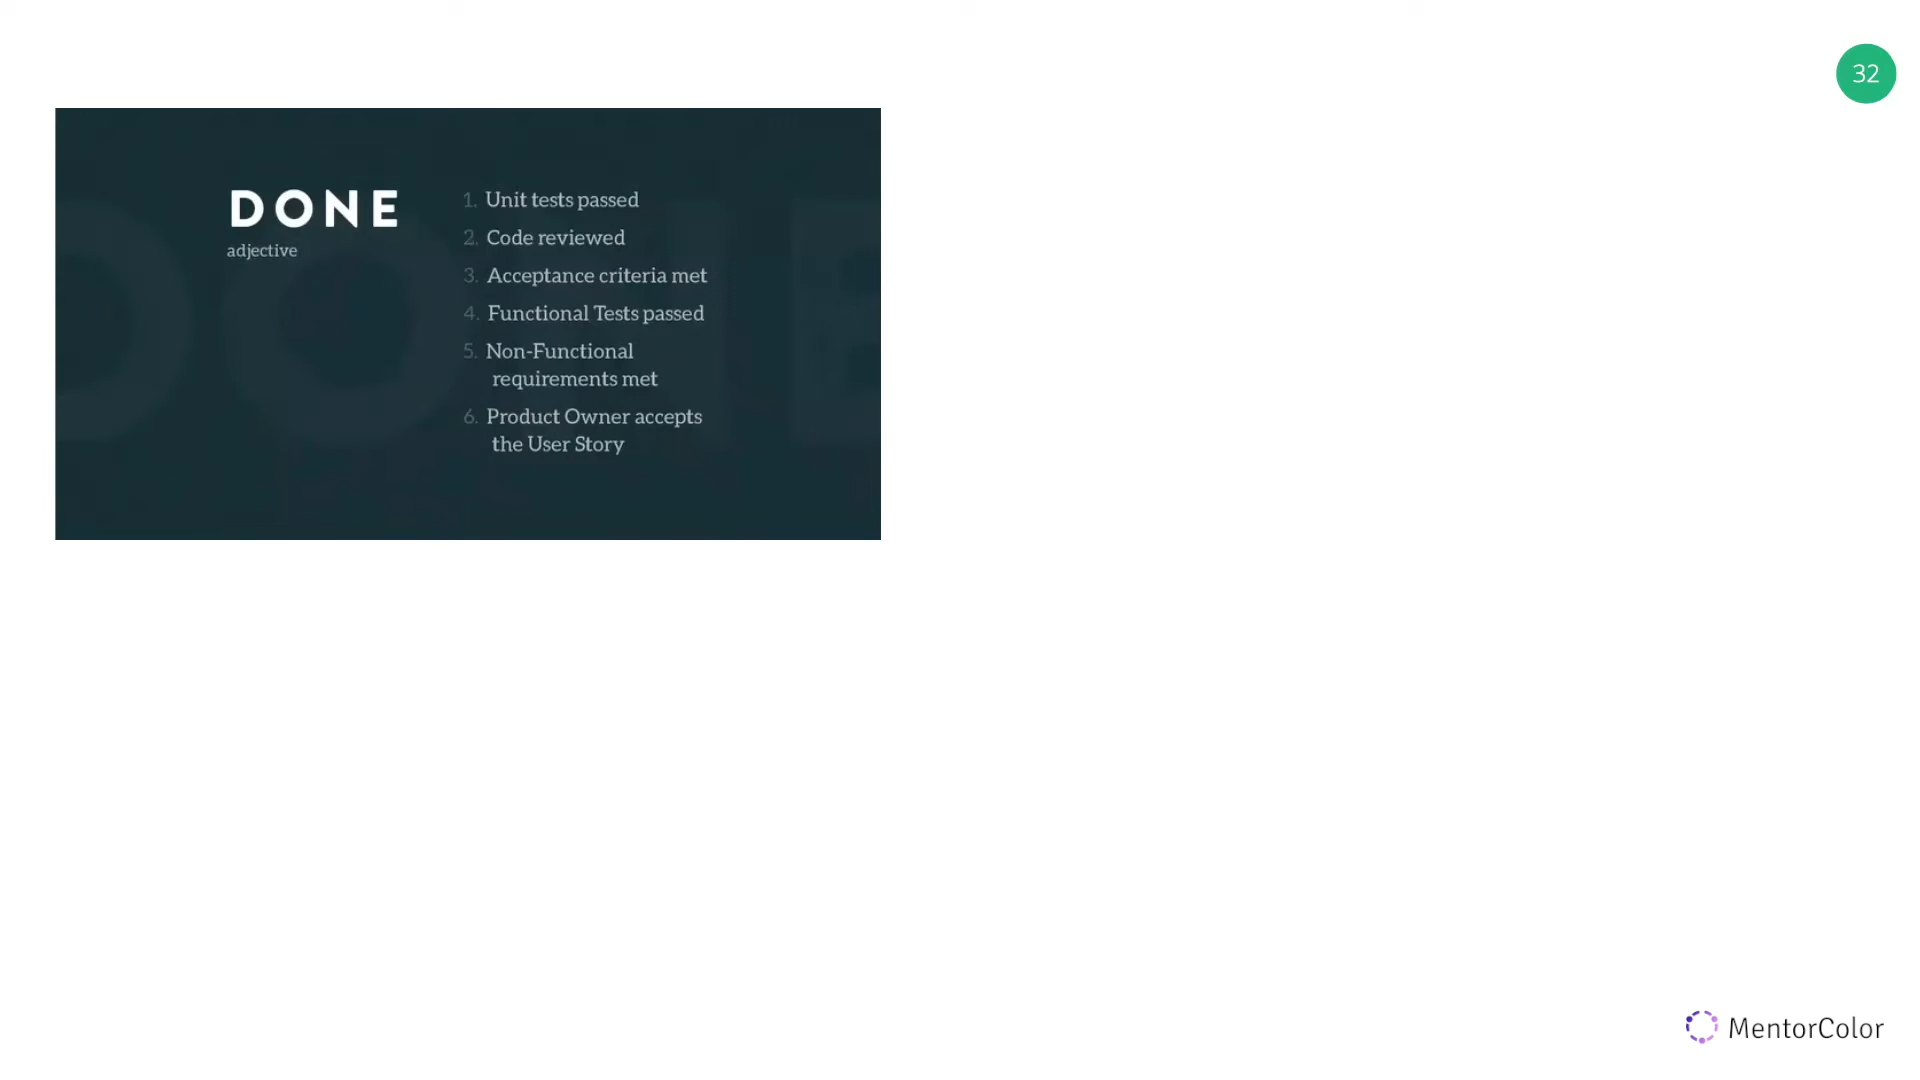 32
DONE
adjective
1. Unit tests passed
2. Code reviewed
3. Acceptance criteria met
4. Functional Tests passed
5. Non-Functional
requirements met
6. Product Owner accepts
the User Story
MentorColor